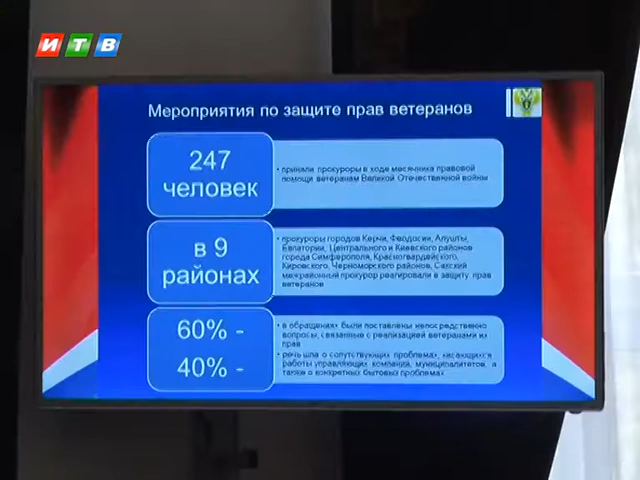 ИТВ
Мероприятия по защите прав ветеранов
247
человек
• приняли прокуроры в ходе месячника правовой
помощи ветеранам Великой Отечественной войны
в 9
районах
• прокуроры городов Керчи, Феодосии, Алушты,
Евпатории, Центрального и Киевского районов
города Симферополя, Красногвардейского,
Кировского, Черноморского районов, Сакский
межрайонный прокурор реагировали в защиту прав
ветеранов
60% -
40% -
• в обращениях были поставлены непосредственно
вопросы, связанные с реализацией ветеранами их
прав
• речь шла о сопутствующих проблемах, касающихся
работы управляющих компаний, муниципалитетов, а
также о конкретных бытовых проблемах